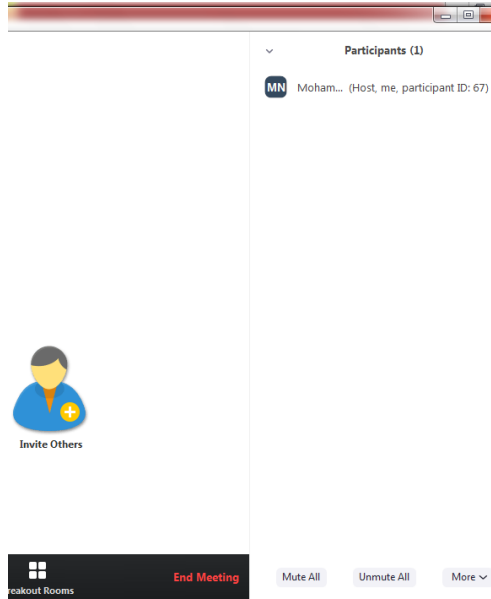 Participants (1)
MN Moham... (Host, me, participant ID: 67)
Invite Others
reakout Rooms
End Meeting
Mute All
Unmute All
More